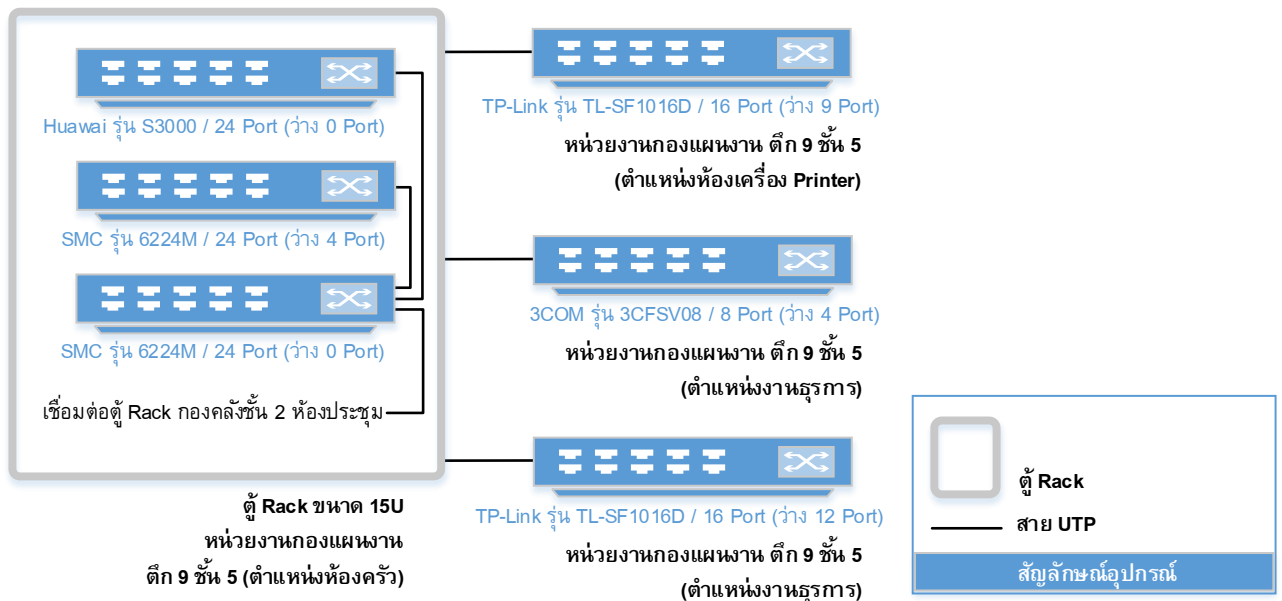 Huawai รุ่น S3000 / 24 Port (ว่าง 0 Port)
SMC รุ่น 6224M / 24 Port (ว่าง 4 Port)
SMC รุ่น 6224M / 24 Port (ว่าง 0 Port)
เชื่อมต่อตู้ Rack กองคลังชั้น 2 ห้องประชุม
ตู้ Rack ขนาด 15U
หน่วยงานกองแผนงาน
ตึก 9 ชั้น 5 (ตำแหน่งห้องครัว)
TP-Link รุ่น TL-SF1016D / 16 Port (ว่าง 9 Port)
หน่วยงานกองแผนงาน ตึก 9 ชั้น 5
(ตำแหน่งห้องเครื่อง Printer)
3COM รุ่น 3CFSV08 / 8 Port (ว่าง 4 Port)
หน่วยงานกองแผนงาน ตึก 9 ชั้น 5
(ตำแหน่งงานธุรการ)
TP-Link รุ่น TL-SF1016D / 16 Port (ว่าง 12 Port)
หน่วยงานกองแผนงาน ตึก 9 ชั้น 5
(ตำแหน่งงานธุรการ)
ตู้ Rack
สาย UTP
สัญลักษณ์อุปกรณ์